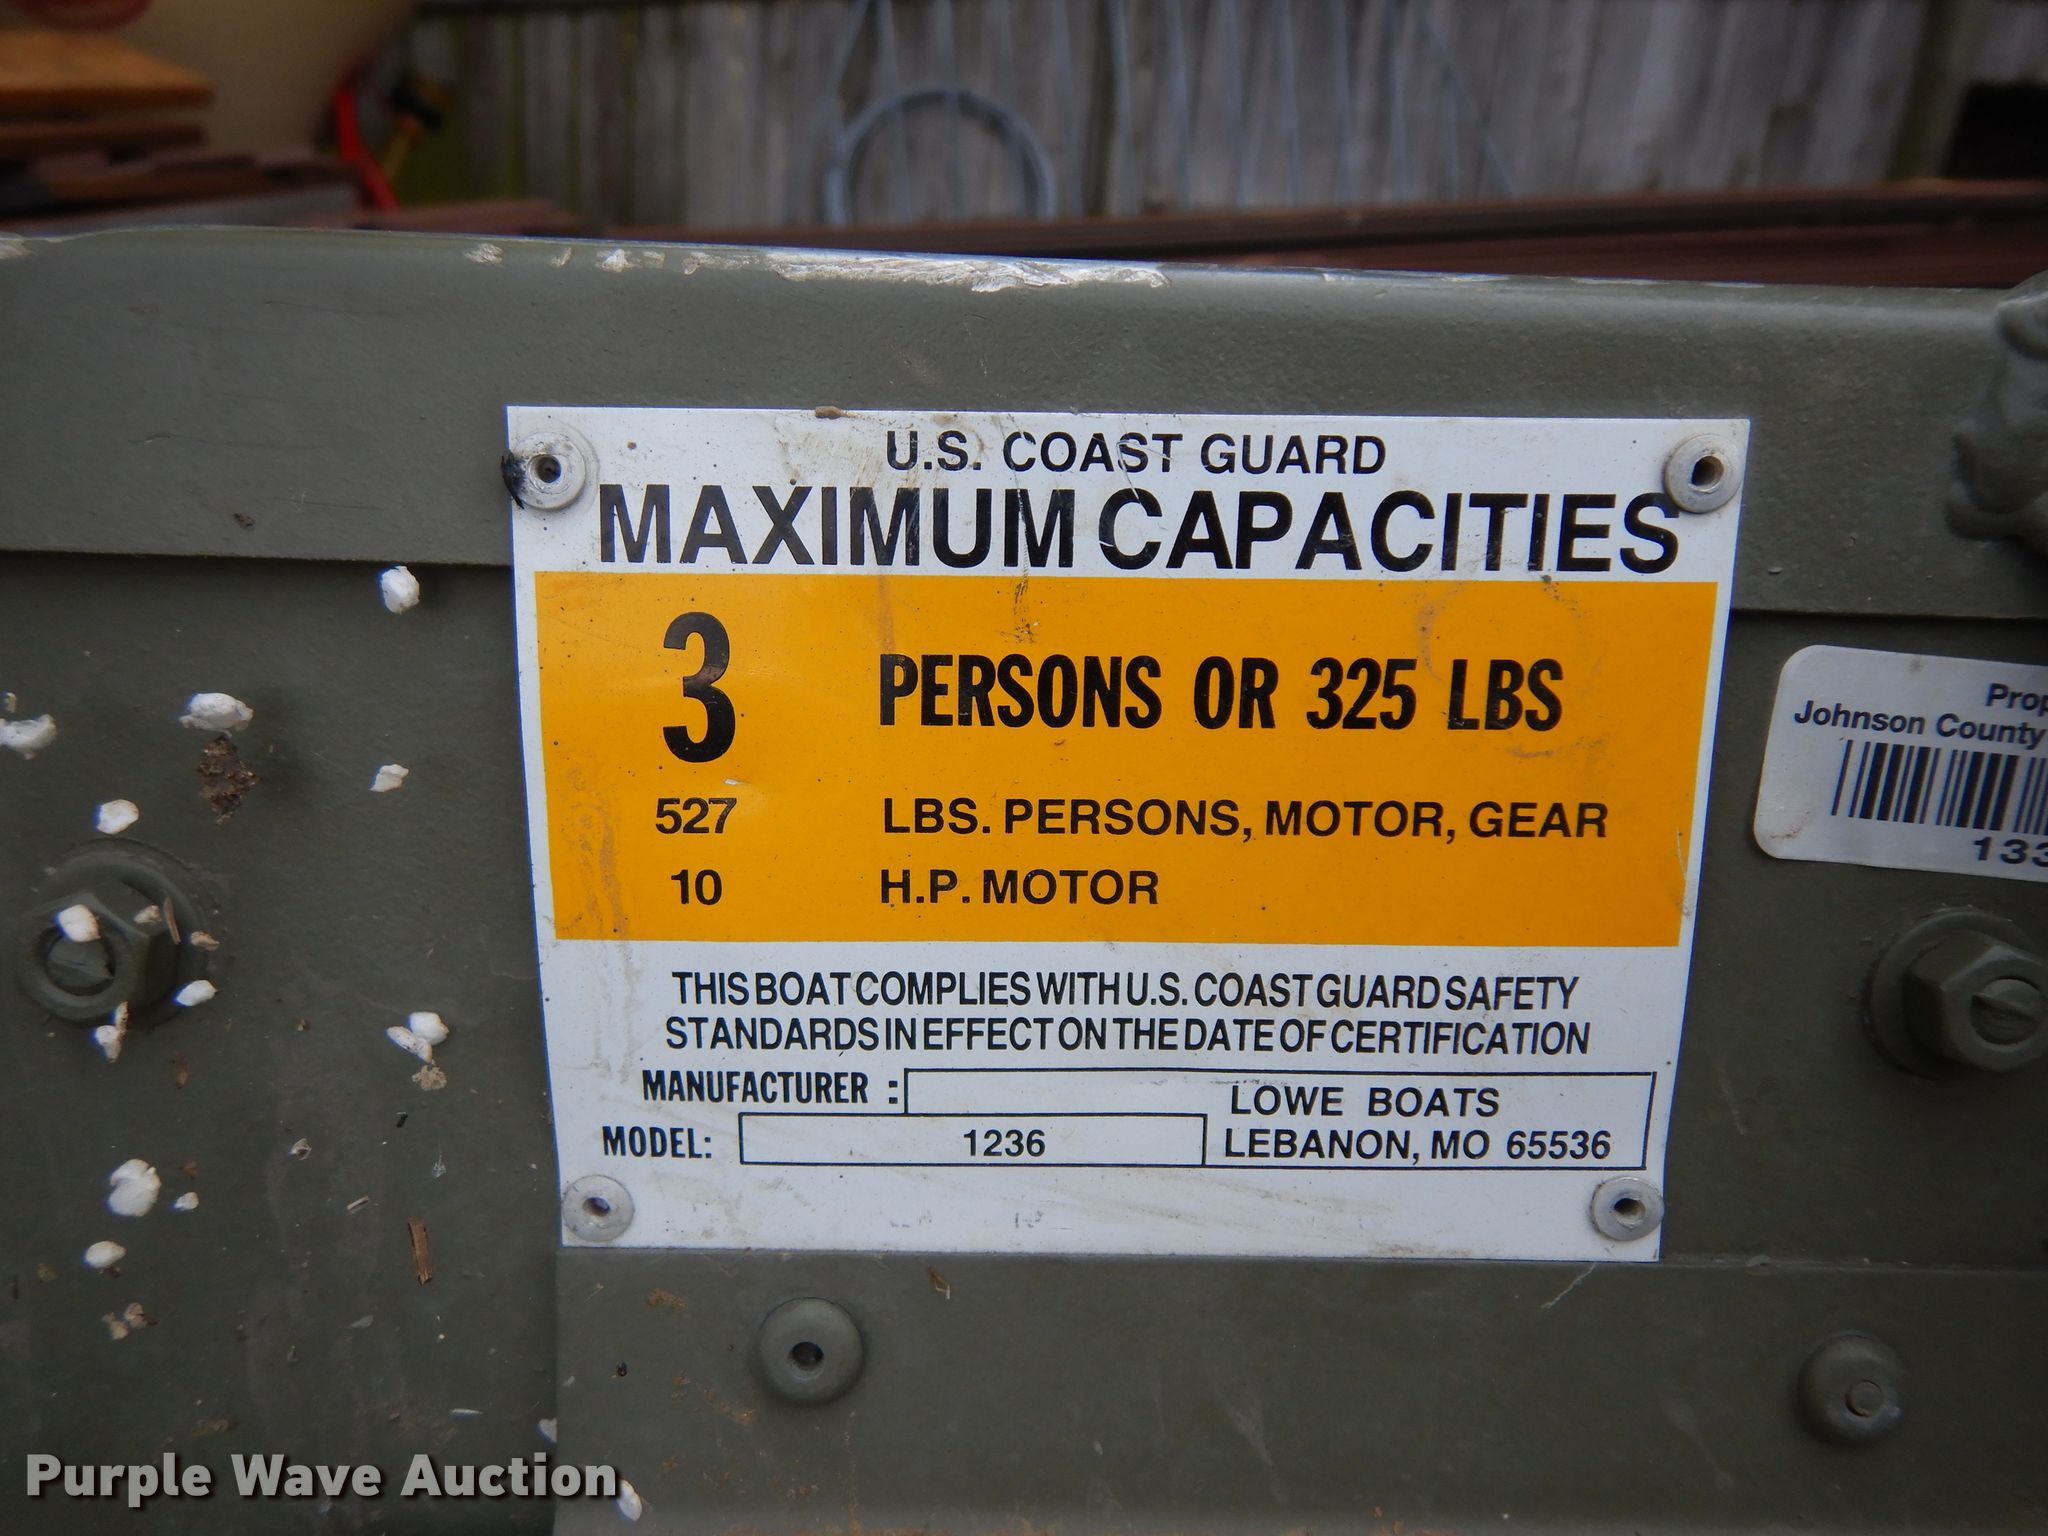 U.S. COAST GUARD
MAXIMUM CAPACITIES
3 PERSONS OR 325 LBS
527 LBS. PERSONS, MOTOR, GEAR
10 H.P. MOTOR
THIS BOAT COMPLIES WITH U.S. COAST GUARD SAFETY
STANDARDS IN EFFECT ON THE DATE OF CERTIFICATION
MANUFACTURER : LOWE BOATS
MODEL: 1236 LEBANON, MO 65536
Johnson County
Purple Wave Auction